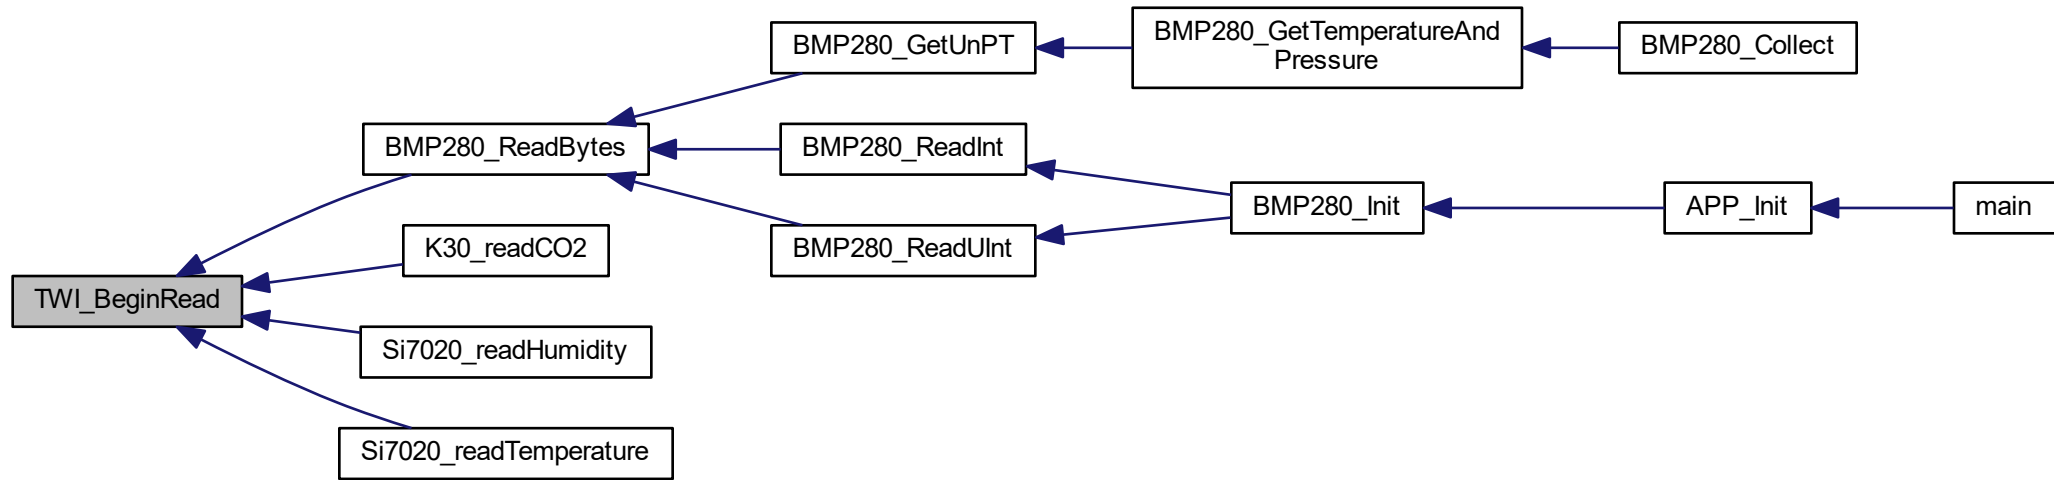 BMP280_GetUnPT
BMP280_GetTemperatureAnd
Pressure
BMP280_Collect
BMP280_ReadBytes
BMP280_ReadInt
BMP280_Init
APP_Init
main
K30_readCO2
BMP280_ReadUInt
TWI_BeginRead
Si7020_readHumidity
Si7020_readTemperature